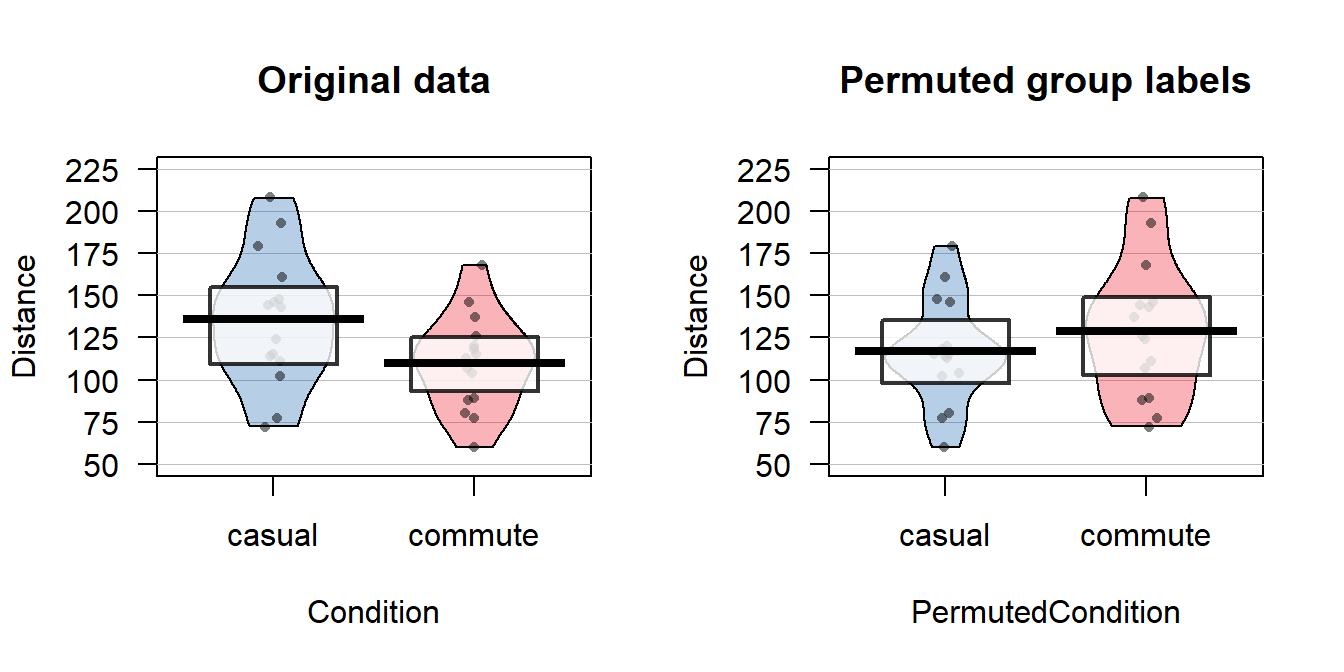 Original data
Distance
225
200
175
150
125
100
75
50
casual commute
Condition
Permuted group labels
Distance
225
200
175
150
125
100
75
50
casual commute
PermutedCondition